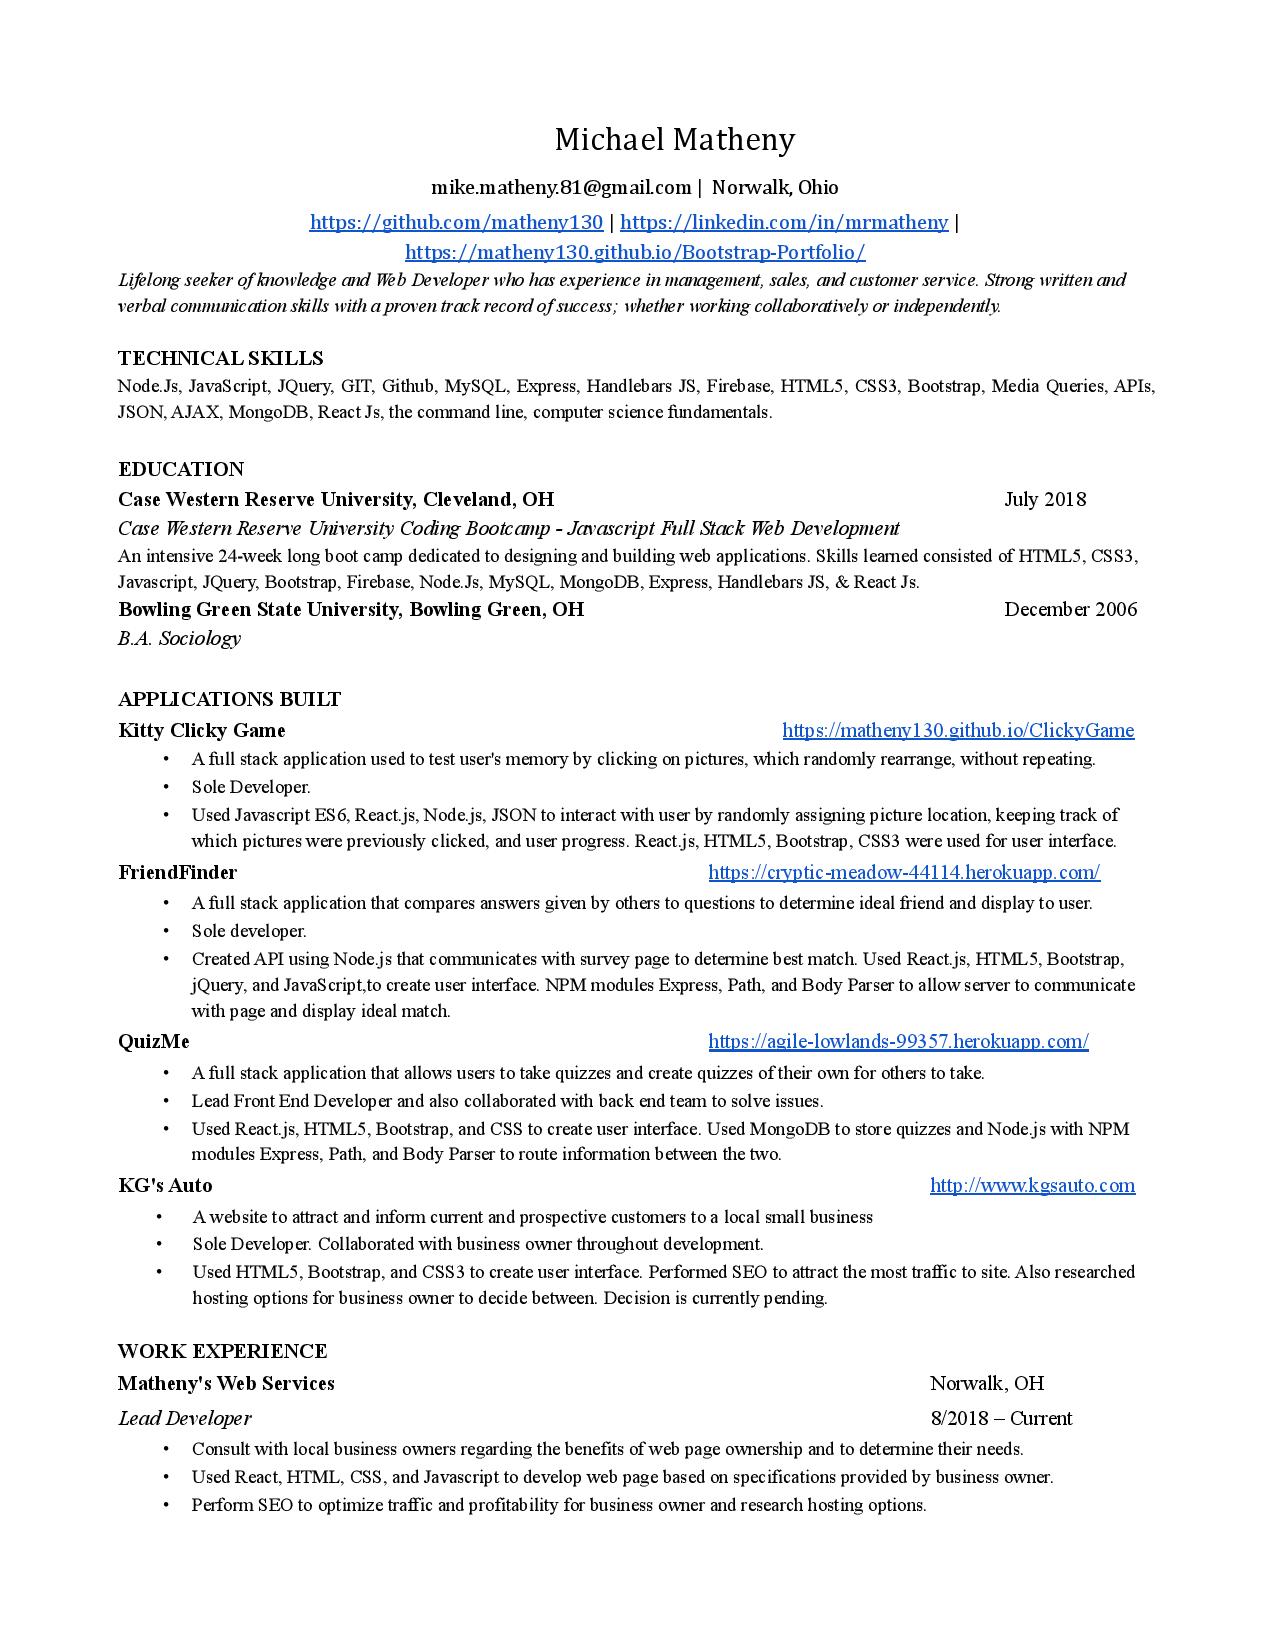 Michael Matheny
mike.matheny.81@gmail.com | Norwalk, Ohio
https://github.com/matheny130 | https://linkedin.com/in/mrmatheny |
https://matheny130.github.io/Bootstrap-Portfolio/
Lifelong seeker of knowledge and Web Developer who has experience in management, sales, and customer service. Strong written and
verbal communication skills with a proven track record of success; whether working collaboratively or independently.
TECHNICAL SKILLS
Node.Js, JavaScript, JQuery, GIT, Github, MySQL, Express, Handlebars JS, Firebase, HTML5, CSS3, Bootstrap, Media Queries, APIs,
JSON, AJAX, MongoDB, React Js, the command line, computer science fundamentals.
EDUCATION
Case Western Reserve University, Cleveland, OH July 2018
Case Western Reserve University Coding Bootcamp - Javascript Full Stack Web Development
An intensive 24-week long boot camp dedicated to designing and building web applications. Skills learned consisted of HTML5, CSS3,
Javascript, JQuery, Bootstrap, Firebase, Node.Js, MySQL, MongoDB, Express, Handlebars JS, & React Js.
Bowling Green State University, Bowling Green, OH December 2006
B.A. Sociology
APPLICATIONS BUILT
Kitty Clicky Game https://matheny130.github.io/ClickyGame
• A full stack application used to test user's memory by clicking on pictures, which randomly rearrange, without repeating.
• Sole Developer.
• Used Javascript ES6, React.js, Node.js, JSON to interact with user by randomly assigning picture location, keeping track of
which pictures were previously clicked, and user progress. React.js, HTML5, Bootstrap, CSS3 were used for user interface.
FriendFinder https://cryptic-meadow-44114.herokuapp.com/
• A full stack application that compares answers given by others to questions to determine ideal friend and display to user.
• Sole developer.
• Created API using Node.js that communicates with survey page to determine best match. Used React.js, HTML5, Bootstrap,
jQuery, and JavaScript,to create user interface. NPM modules Express, Path, and Body Parser to allow server to communicate
with page and display ideal match.
QuizMe https://agile-lowlands-99357.herokuapp.com/
• A full stack application that allows users to take quizzes and create quizzes of their own for others to take.
• Lead Front End Developer and also collaborated with back end team to solve issues.
• Used React.js, HTML5, Bootstrap, and CSS to create user interface. Used MongoDB to store quizzes and Node.js with NPM
modules Express, Path, and Body Parser to route information between the two.
KG's Auto http://www.kgsauto.com
• A website to attract and inform current and prospective customers to a local small business
• Sole Developer. Collaborated with business owner throughout development.
• Used HTML5, Bootstrap, and CSS3 to create user interface. Performed SEO to attract the most traffic to site. Also researched
hosting options for business owner to decide between. Decision is currently pending.
WORK EXPERIENCE
Matheny's Web Services Norwalk, OH
Lead Developer 8/2018 – Current
• Consult with local business owners regarding the benefits of web page ownership and to determine their needs.
• Used React, HTML, CSS, and Javascript to develop web page based on specifications provided by business owner.
• Perform SEO to optimize traffic and profitability for business owner and research hosting options.